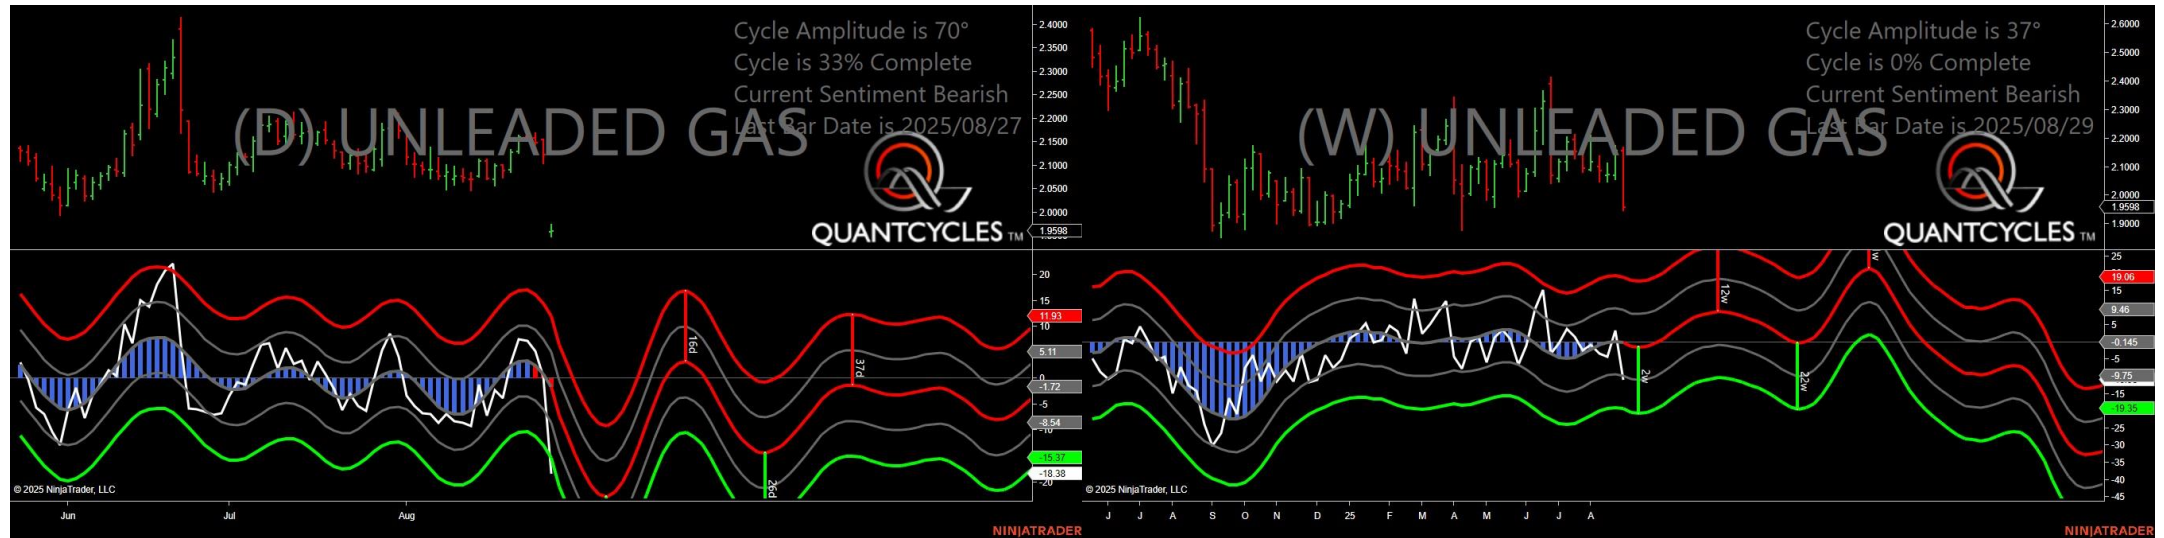 Cycle Amplitude is 70°
Cycle is 33% Complete
Current Sentiment Bearish
Last Bar Date is 2025/08/27
(D) UNLEADED GAS
QUANTCYCLES TM
2.4000
2.3500
2.3000
2.2500
2.2000
2.1500
2.1000
2.0500
2.0000
1.9598
16d
37d
26d
20
15
11.93
10
5.11
0
-1.72
-5
-8.54
-10
-15.37
-18.38
-20
© 2025 NinjaTrader, LLC
Jun Jul Aug
NINJATRADER
Cycle Amplitude is 37°
Cycle is 0% Complete
Current Sentiment Bearish
Last Bar Date is 2025/08/29
(W) UNLEADED GAS
QUANTCYCLES TM
2.6000
2.5000
2.4000
2.3000
2.2000
2.1000
2.0000
1.9598
1.9000
2w
12w
22w
25
19.06
15
9.46
5
-0.145
-5
-9.75
-15
-19.35
-25
-30
-35
-40
-45
© 2025 NinjaTrader, LLC
J J A S O N D 25 F M A M J J A
NINJATRADER